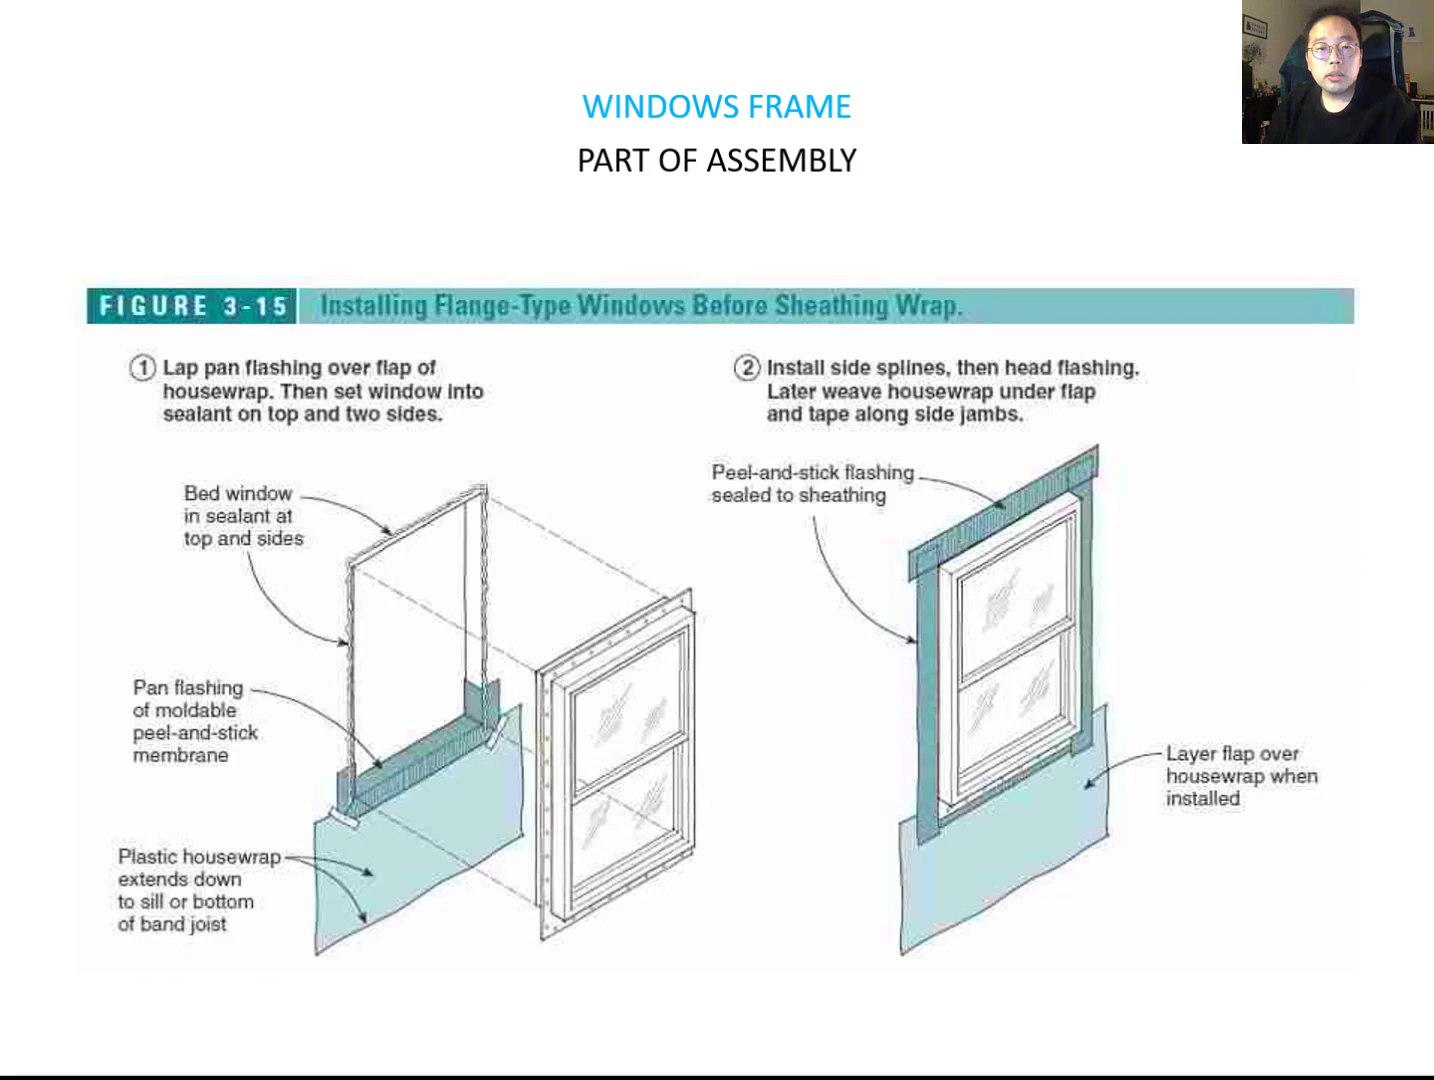 WINDOWS FRAME
PART OF ASSEMBLY
FIGURE 3-15 Installing Flange-Type Windows Before Sheathing Wrap.
1 Lap pan flashing over flap of
housewrap. Then set window into
sealant on top and two sides.
2 Install side splines, then head flashing.
Later weave housewrap under flap
and tape along side jambs.
Bed window
in sealant at
top and sides
Pan flashing
of moldable
peel-and-stick
membrane
Plastic housewrap
extends down
to sill or bottom
of band joist
Peel-and-stick flashing
sealed to sheathing
Layer flap over
housewrap when
installed